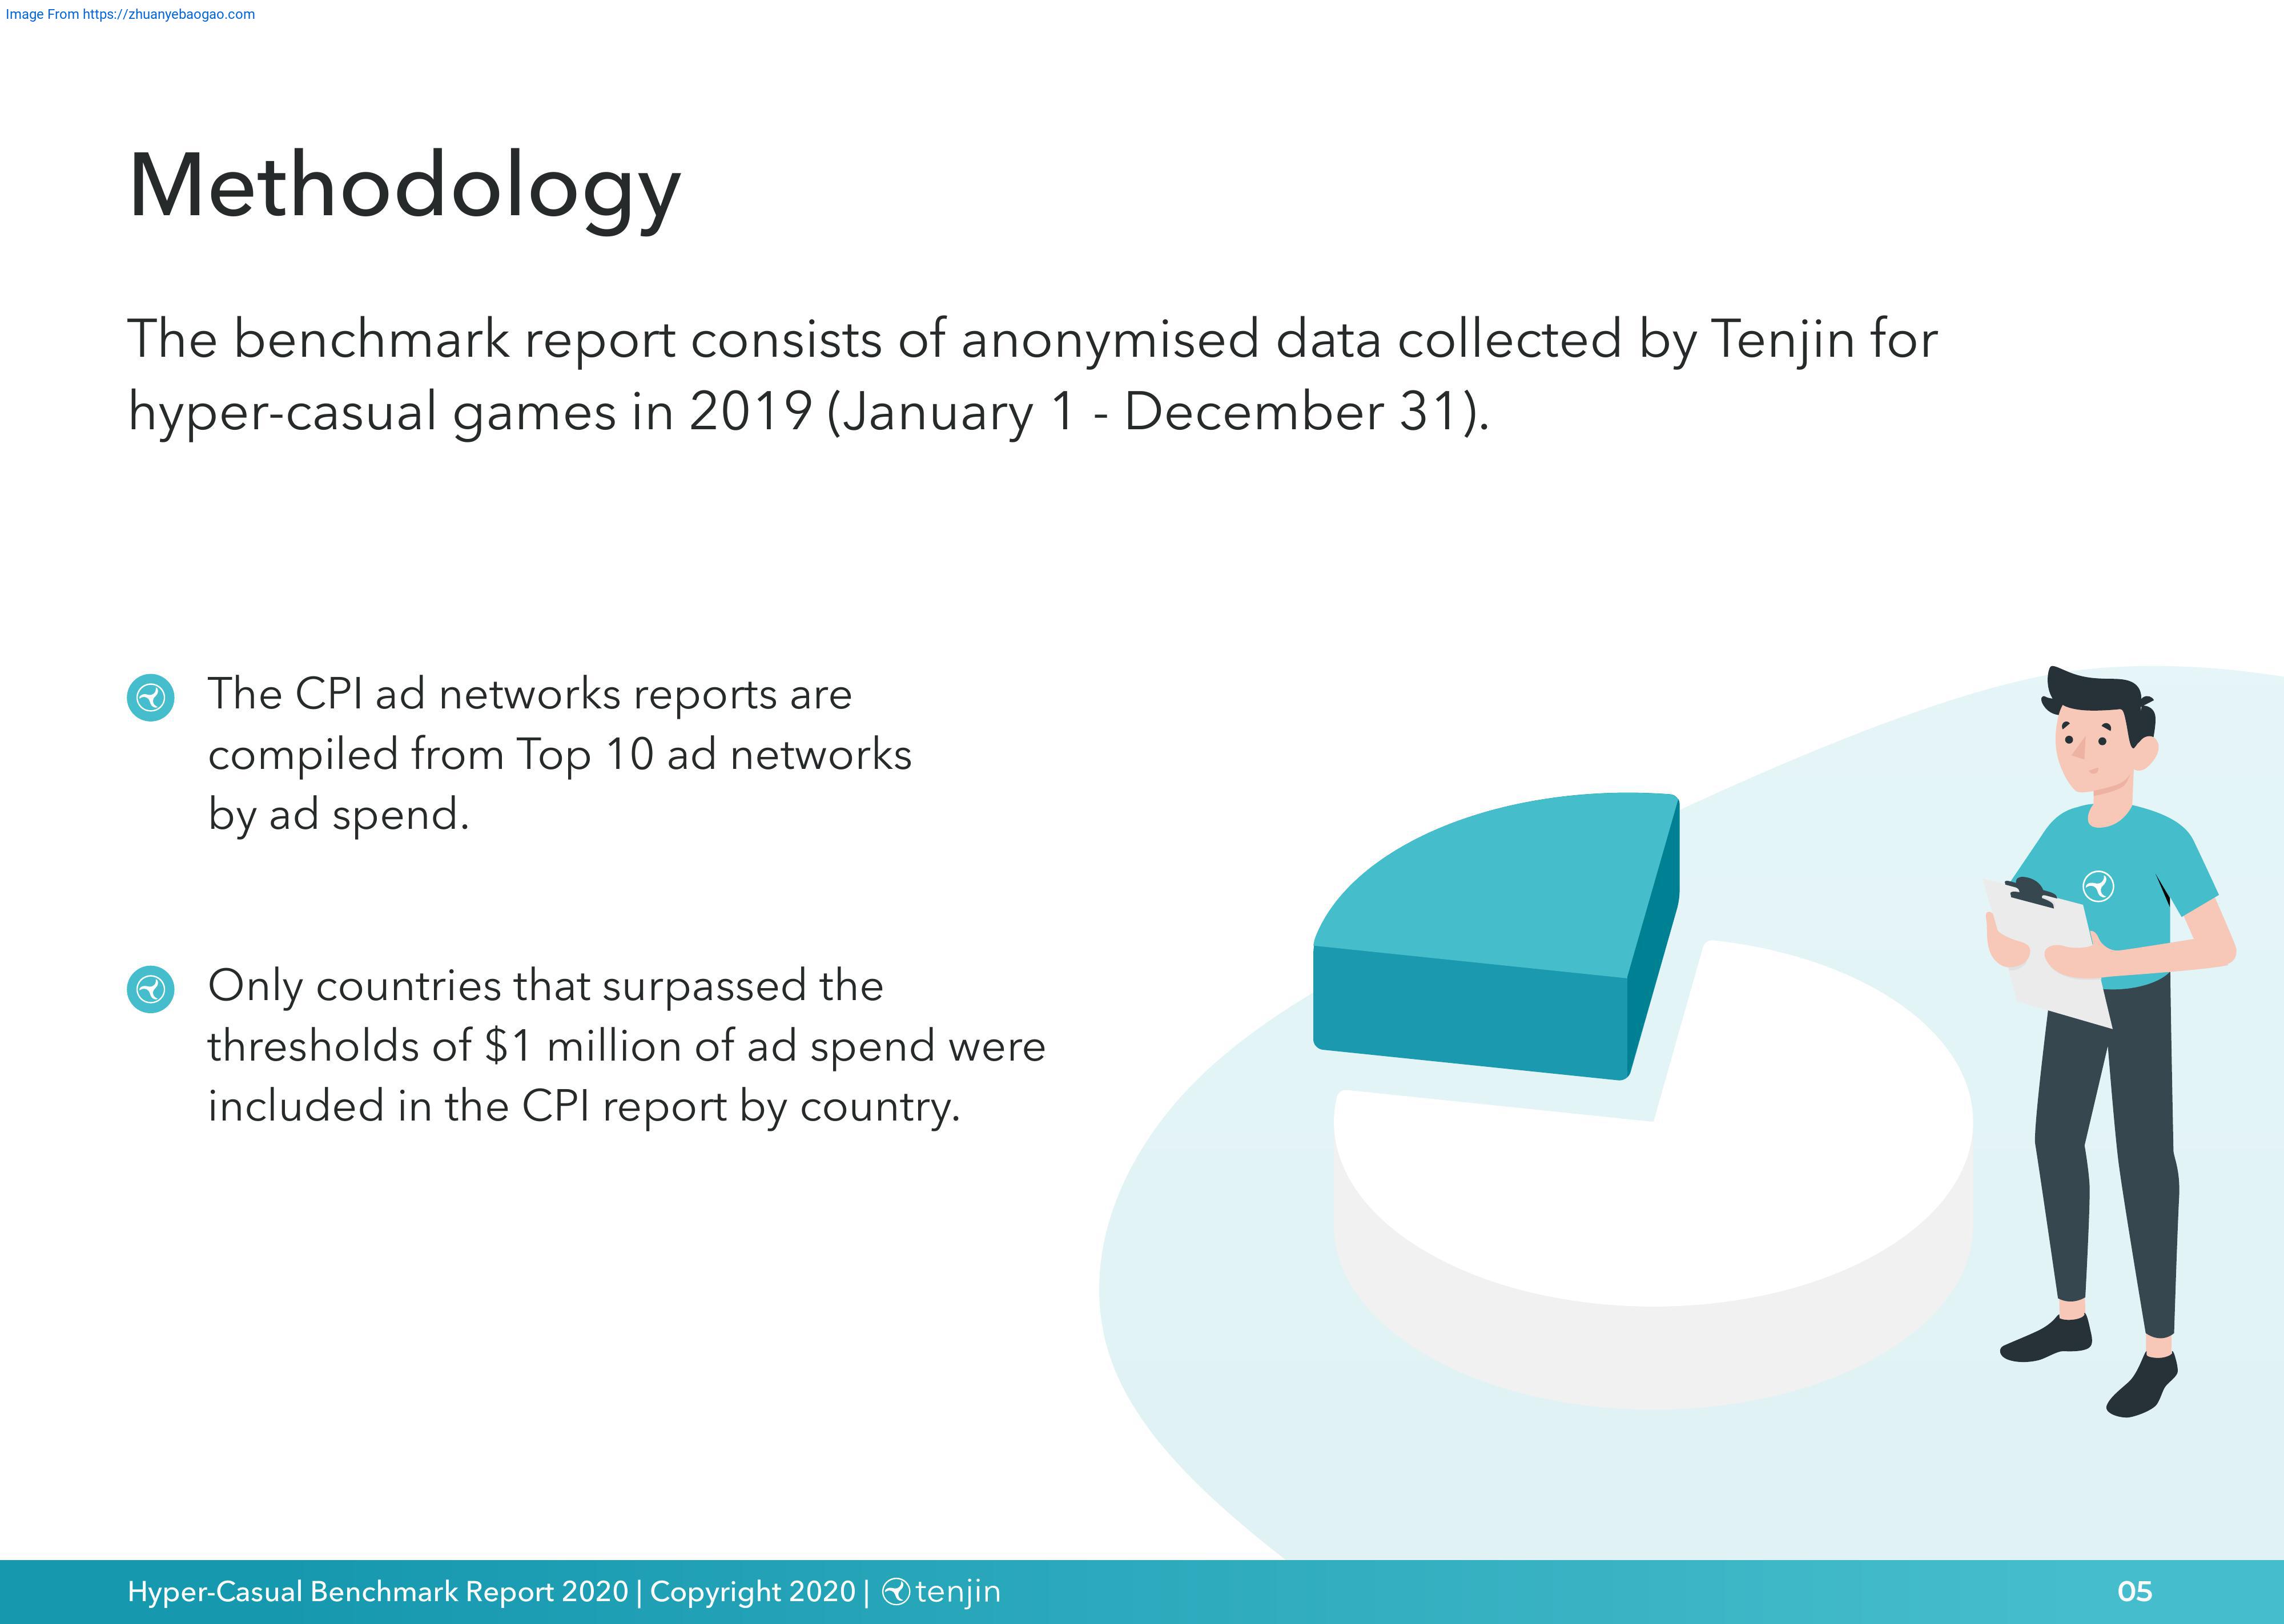 Image From https://zhuanyebaogao.com
Methodology
The benchmark report consists of anonymised data collected by Tenjin for
hyper-casual games in 2019 (January 1 - December 31).
The CPI ad networks reports are
compiled from Top 10 ad networks
by ad spend.
Only countries that surpassed the
thresholds of $1 million of ad spend were
included in the CPI report by country.
Hyper-Casual Benchmark Report 2020 | Copyright 2020 | tenjin
05